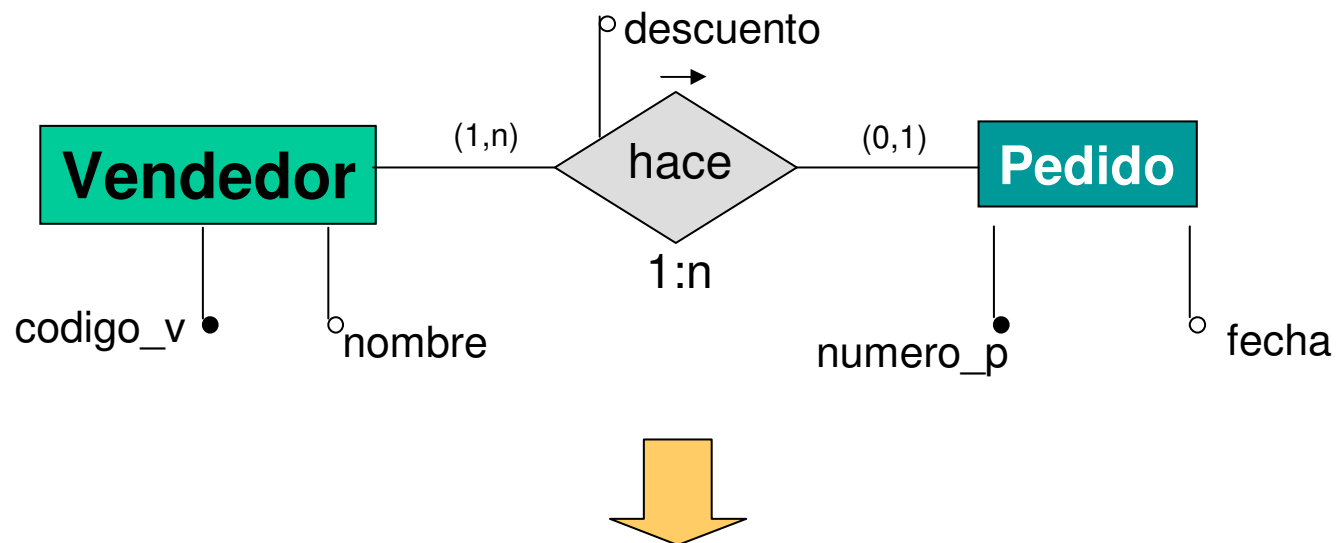 descuento
Vendedor
(1,n)
hace
(0,1)
Pedido
1:n
codigo_v
nombre
numero_p
fecha